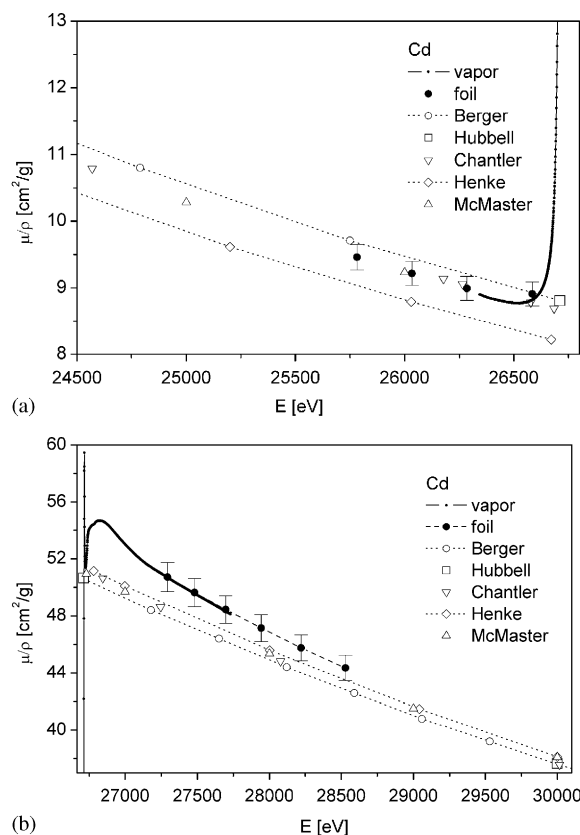 13
12
11
10
9
8
μ/ρ [cm²/g]
Cd
vapor
foil
Berger
Hubbell
Chantler
Henke
McMaster
24500 25000 25500 26000 26500
(a)
E [eV]
60
56
52
48
44
40
μ/ρ [cm²/g]
Cd
vapor
foil
Berger
Hubbell
Chantler
Henke
McMaster
27000 27500 28000 28500 29000 29500 30000
(b)
E [eV]